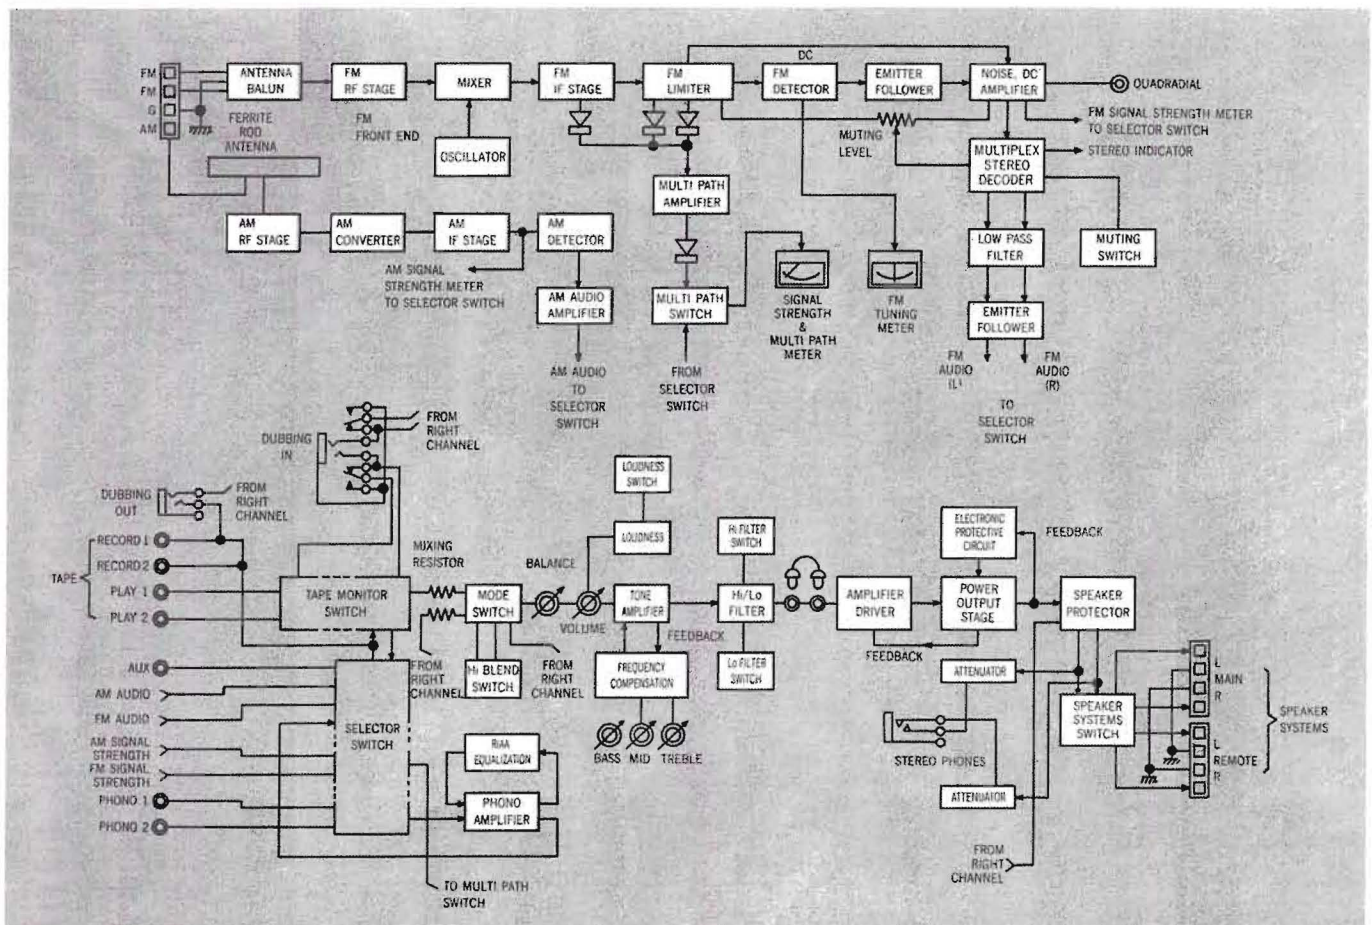 FM
FM
G
AM
ANTENNA
BALUN
FERRITE
ROD
ANTENNA
FM
RF STAGE
FM
FRONT END
MIXER
OSCILLATOR
FM
IF STAGE
FM
LIMITER
DC
FM
DETECTOR
EMITTER
FOLLOWER
NOISE, DC
AMPLIFIER
QUADRADIAL
FM SIGNAL STRENGTH METER
TO SELECTOR SWITCH
MUTING
LEVEL
MULTIPLEX
STEREO
DECODER
STEREO INDICATOR
MULTI PATH
AMPLIFIER
AM
RF STAGE
AM
CONVERTER
AM
IF STAGE
AM
DETECTOR
LOW PASS
FILTER
MUTING
SWITCH
AM SIGNAL
STRENGTH METER
TO SELECTOR SWITCH
AM AUDIO
AMPLIFIER
MULTI PATH
SWITCH
SIGNAL
STRENGTH
&
MULTI PATH
METER
FM
TUNING
METER
EMITTER
FOLLOWER
FM
AUDIO
(L)
FM
AUDIO
(R)
AM AUDIO
TO
SELECTOR
SWITCH
FROM
SELECTOR
SWITCH
TO
SELECTOR
SWITCH
DUBBING
IN
FROM
RIGHT
CHANNEL
DUBBING
OUT
FROM
RIGHT
CHANNEL
LOUDNESS
SWITCH
LOUDNESS
TAPE
RECORD 1
RECORD 2
PLAY 1
PLAY 2
TAPE MONITOR
SWITCH
MIXING
RESISTOR
MODE
SWITCH
BALANCE
VOLUME
TONE
AMPLIFIER
FEEDBACK
Hi FILTER
SWITCH
Hi/Lo
FILTER
Lo FILTER
SWITCH
AMPLIFIER
DRIVER
ELECTRONIC
PROTECTIVE
CIRCUIT
FEEDBACK
POWER
OUTPUT
STAGE
FEEDBACK
SPEAKER
PROTECTOR
FROM
RIGHT
CHANNEL
Hi BLEND
SWITCH
FROM
RIGHT
CHANNEL
FREQUENCY
COMPENSATION
BASS MID TREBLE
AUX
AM AUDIO
FM AUDIO
AM SIGNAL
STRENGTH
FM SIGNAL
STRENGTH
PHONO 1
PHONO 2
SELECTOR
SWITCH
RIAA
EQUALIZATION
PHONO
AMPLIFIER
TO MULTI PATH
SWITCH
ATTENUATOR
STEREO PHONES
ATTENUATOR
SPEAKER
SYSTEMS
SWITCH
L
MAIN
R
L
REMOTE
R
SPEAKER
SYSTEMS
FROM
RIGHT
CHANNEL